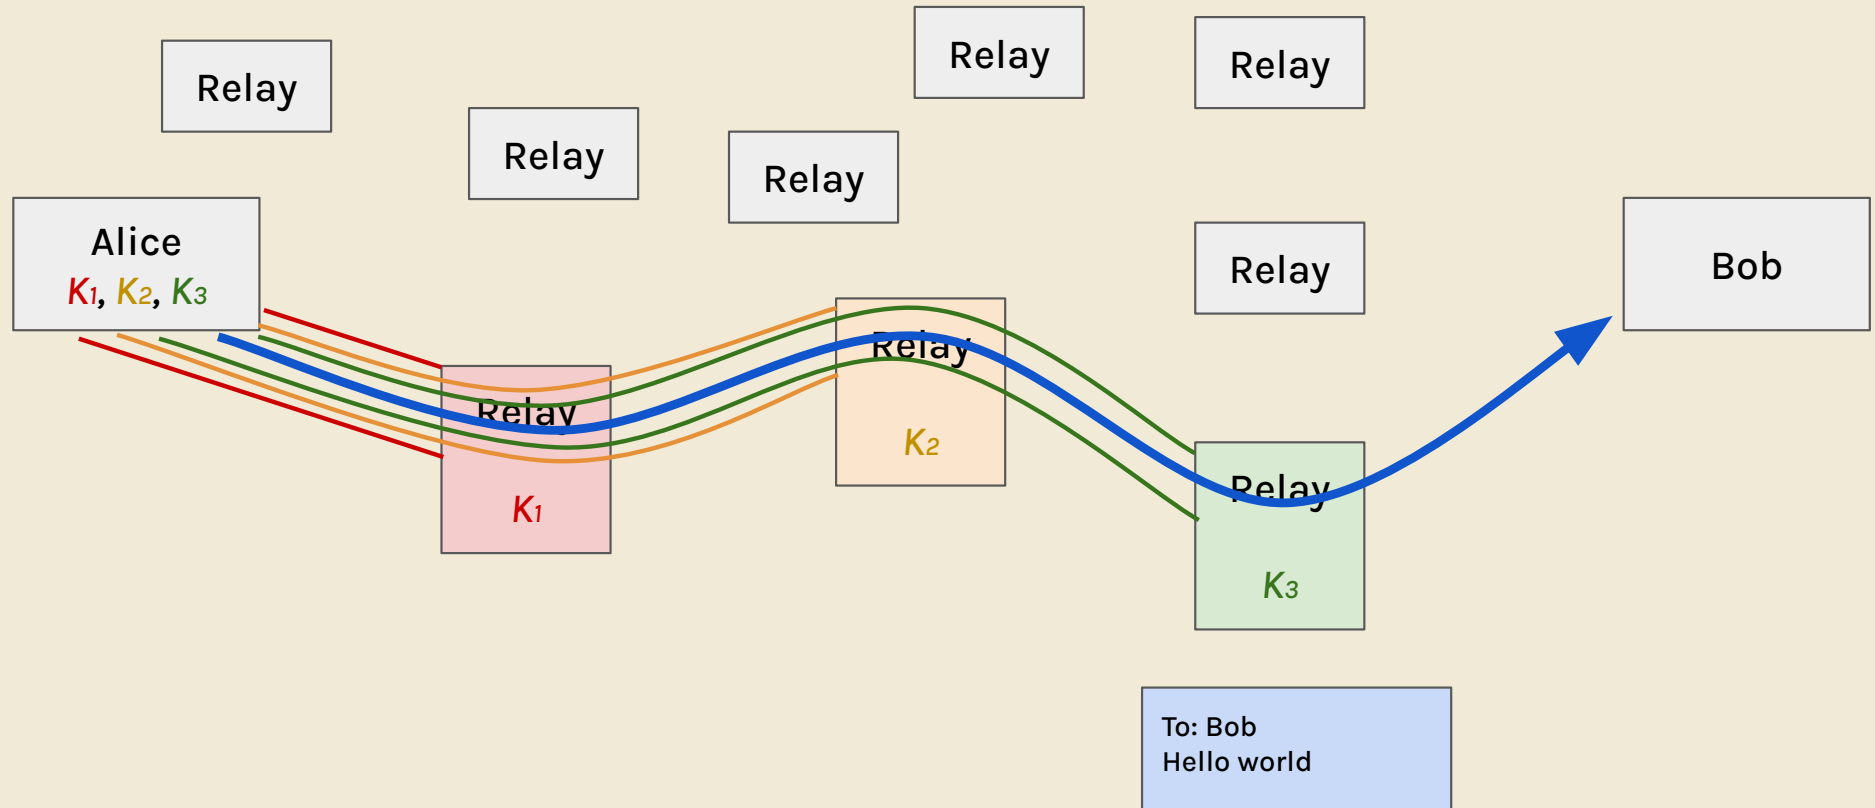 Relay
Relay
Relay
Relay
Relay
Alice
K1, K2, K3
Relay
Bob
Relay
K1
Relay
K2
Relay
K3
To: Bob
Hello world